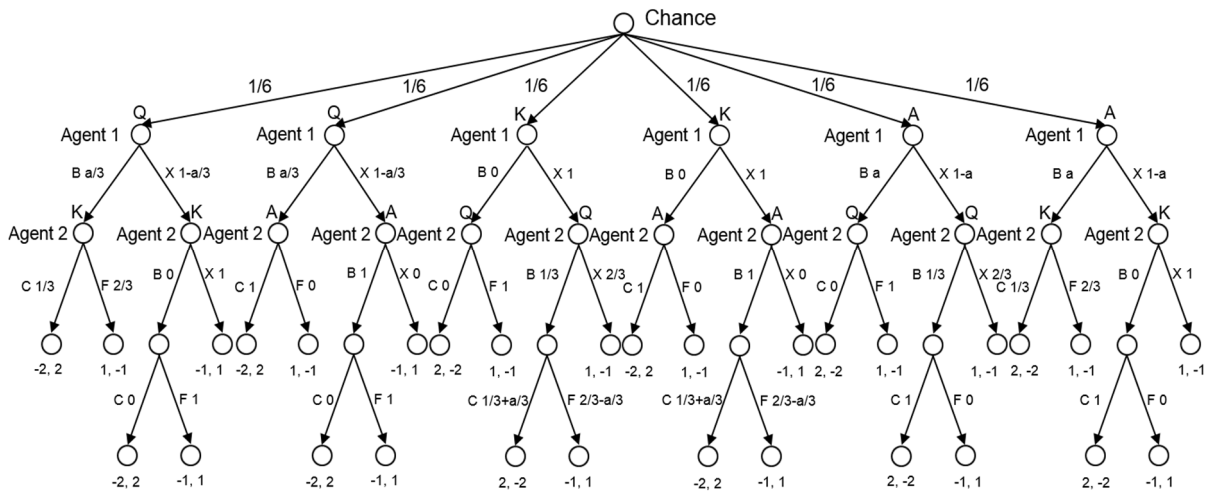 Chance
1/6 1/6 1/6 1/6 1/6 1/6
Q Q K K A A
Agent 1 Agent 1 Agent 1 Agent 1 Agent 1 Agent 1
B a/3 X 1-a/3 B a/3 X 1-a/3 B 0 X 1 B 0 X 1 B a X 1-a B a X 1-a
K K A A Q Q A A Q Q K K
Agent 2 Agent 2 Agent 2 Agent 2 Agent 2 Agent 2 Agent 2 Agent 2 Agent 2 Agent 2 Agent 2 Agent 2
C 1/3 F 2/3 B 0 X 1 C 1 F 0 B 1 X 0 C 0 F 1 B 1/3 X 2/3 C 1 F 0 B 1 X 0 C 0 F 1 B 1/3 X 2/3 C 1/3 F 2/3 B 0 X 1
-2, 2 1, -1 -1, 1 -2, 2 1, -1 -1, 1 2, -2 1, -1 1, -1 -2, 2 1, -1 -1, 1 2, -2 1, -1 1, -1 2, -2 1, -1 1, -1
C 0 F 1 C 0 F 1 C 1/3+a/3 F 2/3-a/3 C 1/3+a/3 F 2/3-a/3 C 1 F 0 C 1 F 0
-2, 2 -1, 1 -2, 2 -1, 1 2, -2 -1, 1 -2, 2 -1, 1 2, -2 -1, 1 2, -2 -1, 1